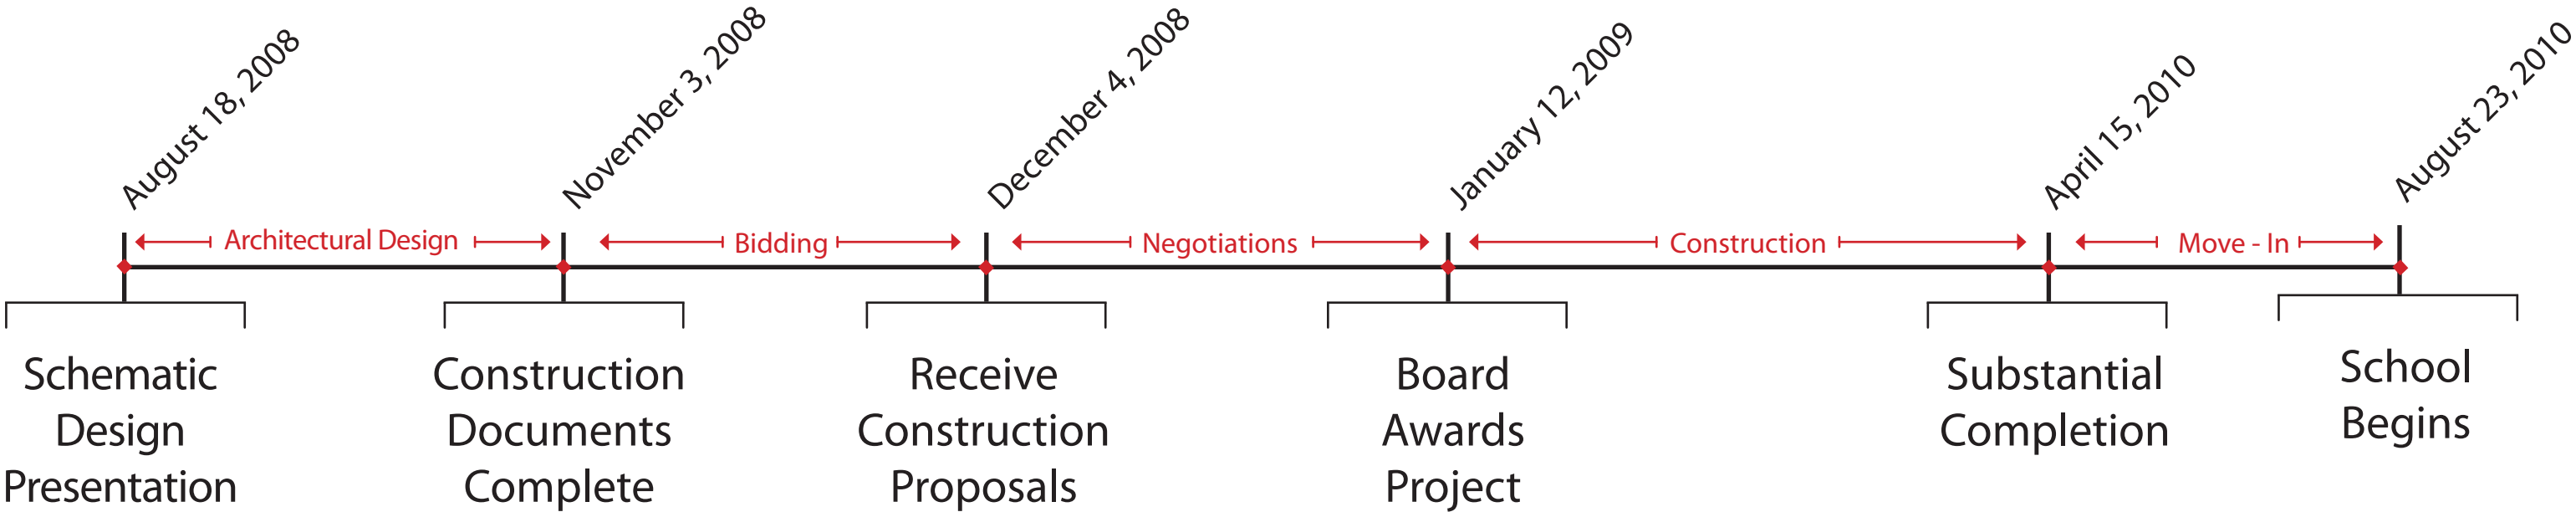 August 18, 2008
November 3, 2008
December 4, 2008
January 12, 2009
April 15, 2010
August 23, 2010
Architectural Design
Bidding
Negotiations
Construction
Move - In
Schematic
Design
Presentation
Construction
Documents
Complete
Receive
Construction
Proposals
Board
Awards
Project
Substantial
Completion
School
Begins